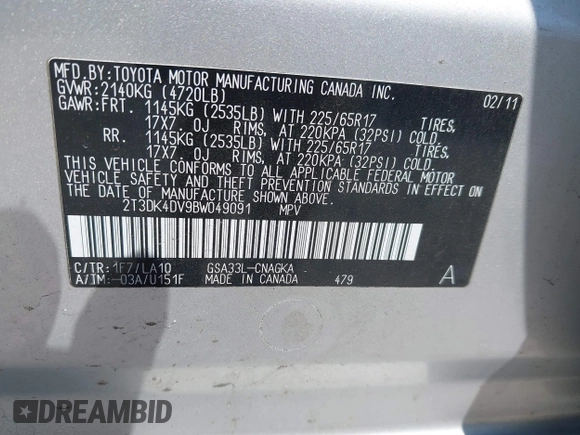 MFD.BY:TOYOTA MOTOR MANUFACTURING CANADA INC.
GVWR:2140KG (4720LB) 02/11
GAWR:FRT. 1145KG (2535LB) WITH 225/65R17 TIRES,
17X7.0J RIMS, AT 220KPA (32PSI) COLD
RR. 1145KG (2535LB) WITH 225/65R17 TIRES,
17X7.0J RIMS, AT 220KPA (32PSI) COLD.
THIS VEHICLE CONFORMS TO ALL APPLICABLE FEDERAL MOTOR
VEHICLE SAFETY AND THEFT PREVENTION STANDARDS IN EFFECT ON
THE DATE OF MANUFACTURE SHOWN ABOVE.
2T3DK4DV9BW049091 MPV
C/TR:1F7/LA10 GSA33L-CNAGKA A
A/TM:-03A/U151F MADE IN CANADA 479
DREAMBID